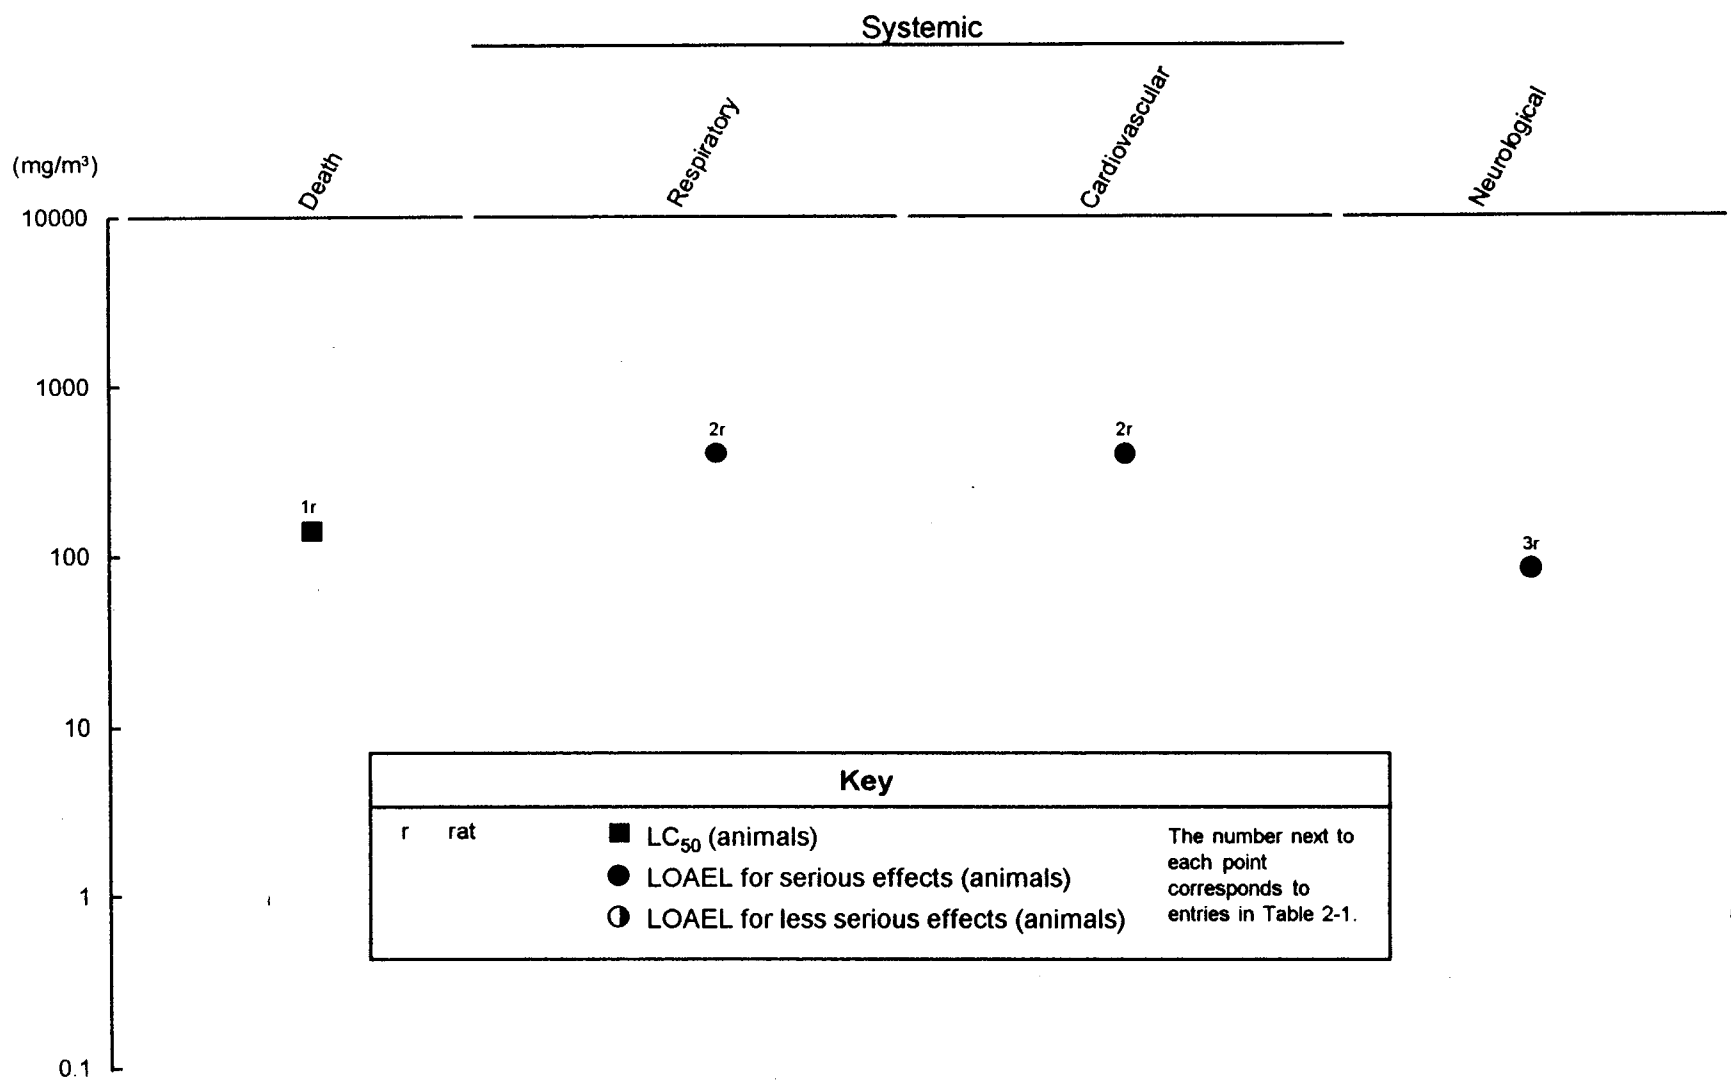 Systemic
(mg/m³)
Death
Respiratory
Cardiovascular
Neurological
10000
1000
2r
2r
1r
100
3r
10
Key
r rat
LC50 (animals)
LOAEL for serious effects (animals)
LOAEL for less serious effects (animals)
The number next to
each point
corresponds to
entries in Table 2-1.
1
0.1